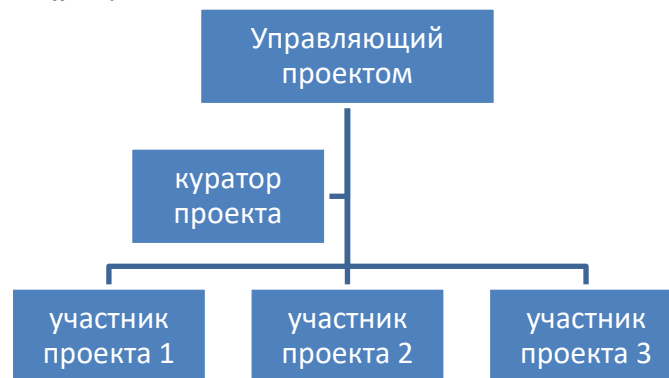 Управляющий
проектом
куратор
проекта
участник
проекта 1
участник
проекта 2
участник
проекта 3